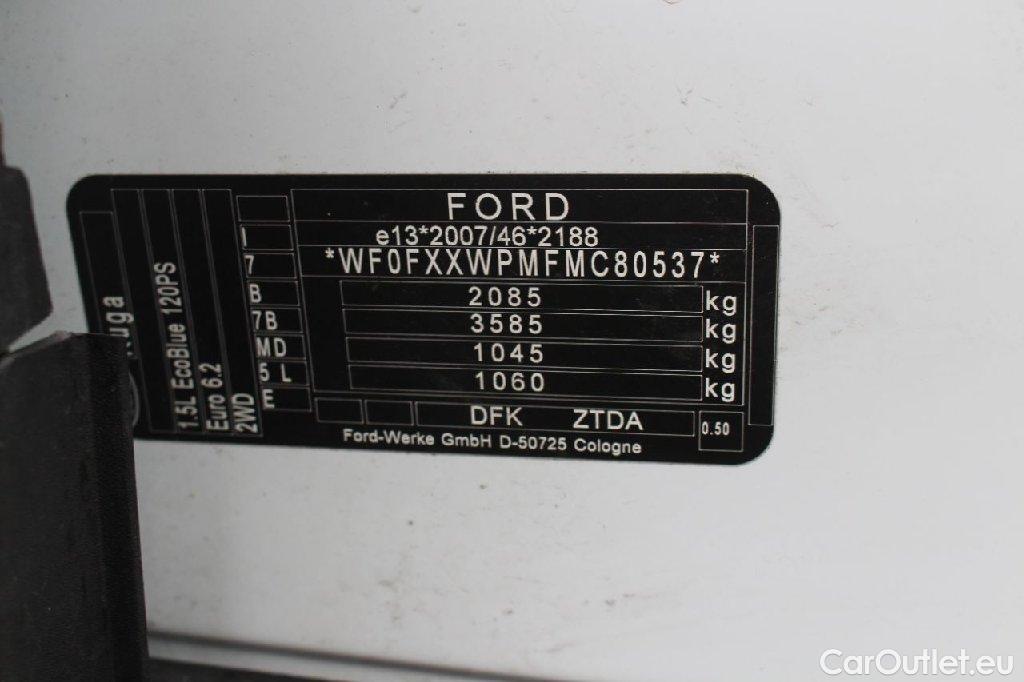 FORD
e13*2007/46*2188
*WF0FXXWPMFMC80537*
2085 kg
3585 kg
1045 kg
1060 kg
DFK ZTDA 0.50
Ford-Werke GmbH D-50725 Cologne
I
7
B
7B
MD
5 L
E
2WD
Euro 6.2
1.5L EcoBlue 120PS
CarOutlet.eu